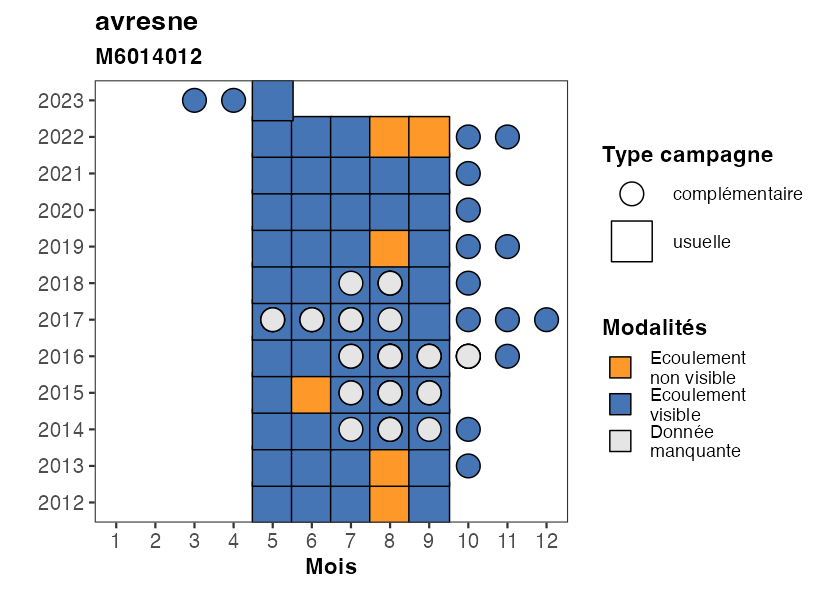 avresne
M6014012
2023
2022
2021
2020
2019
2018
2017
2016
2015
2014
2013
2012
1 2 3 4 5 6 7 8 9 10 11 12
Mois
Type campagne
complémentaire
usuelle
Modalités
Ecoulement
non visible
Ecoulement
visible
Donnée
manquante